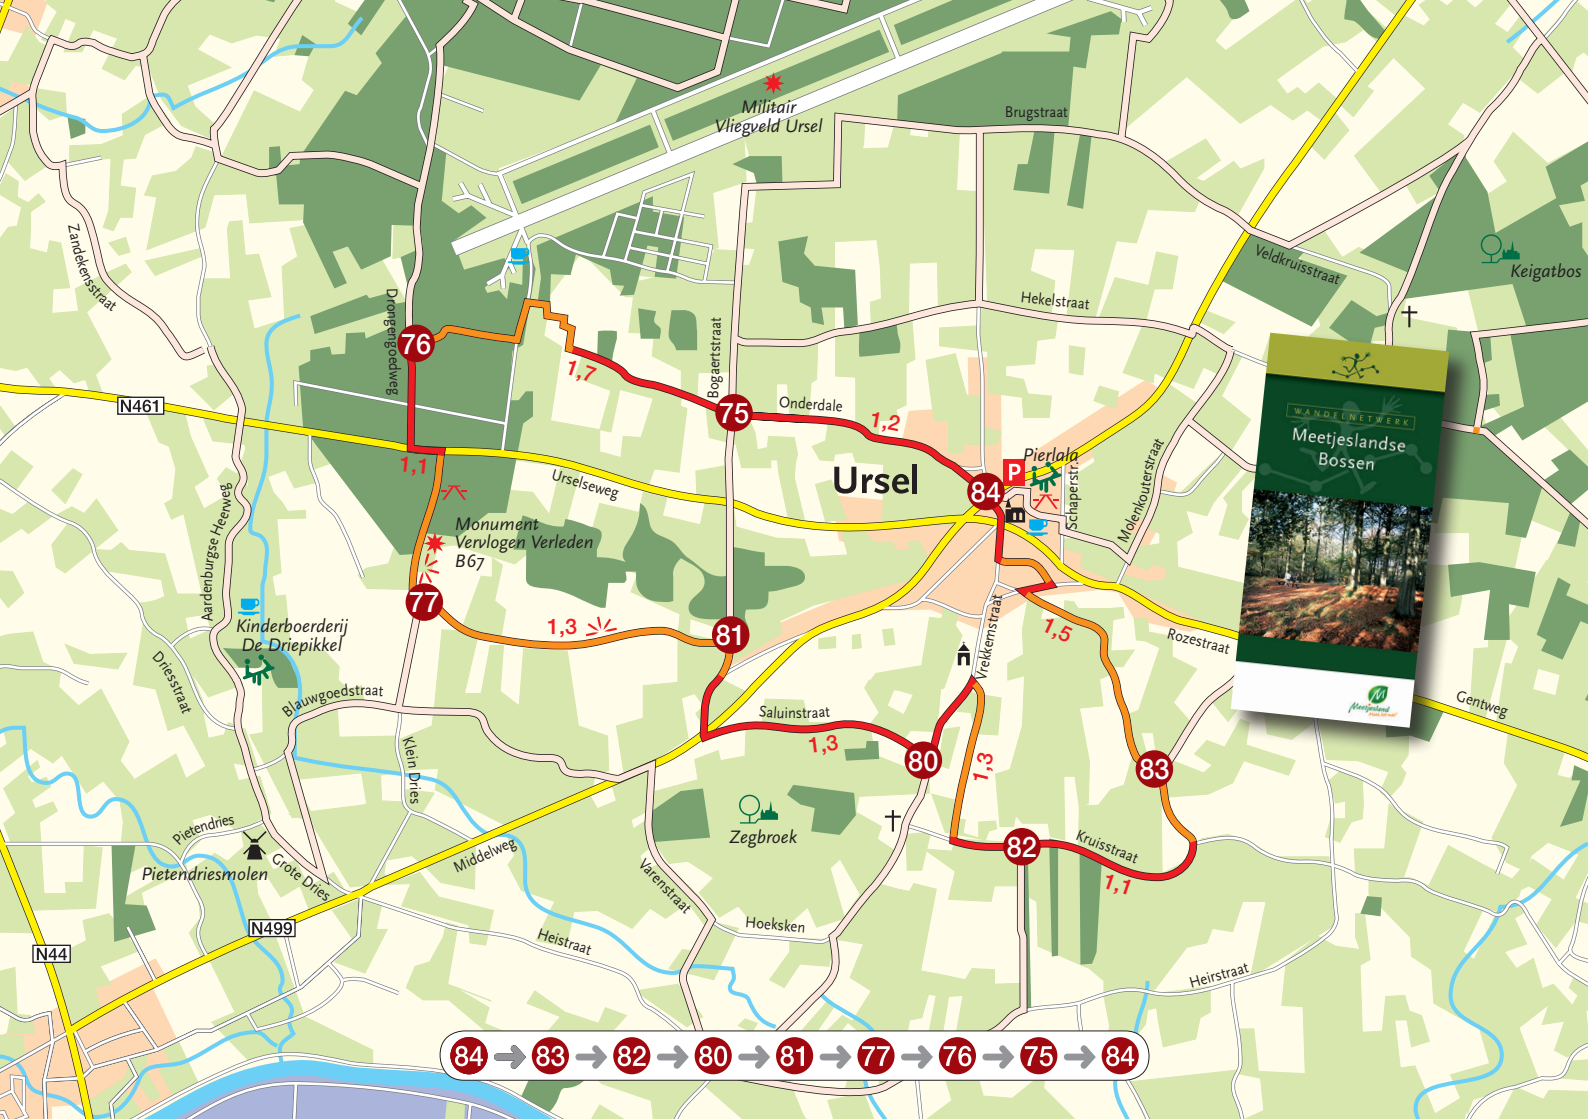 Militair
Vliegveld Ursel
Brugstraat
Zandekensstraat
Veldkruisstraat
Keigatbos
Drongengoedweg
76
Bogaertstraat
Hekelstraat
1,7
N461
75
Onderdale
1,2
WANDELNETWERK
Meetjeslandse
Bossen
1,1
Urselseweg
Ursel
84
P
Pierlala
Schaperstr.
Molenkouterstraat
Aardenburgse Heerweg
Monument
Vervlogen Verleden
B67
77
1,3
81
Kinderboerderij
De Driepikkel
Driesstraat
Blauwgoedstraat
Vrekkemstraat
1,5
Rozestraat
Meetjesland
Gentweg
Klein Dries
Saluinstraat
1,3
80
1,3
83
Zegbroek
Pietendries
Pietendriesmolen
Grote Dries
Middelweg
82
Kruisstraat
1,1
Varenstraat
Hoeksken
N499
N44
Heistraat
Heirstraat
84 83 82 80 81 77 76 75 84